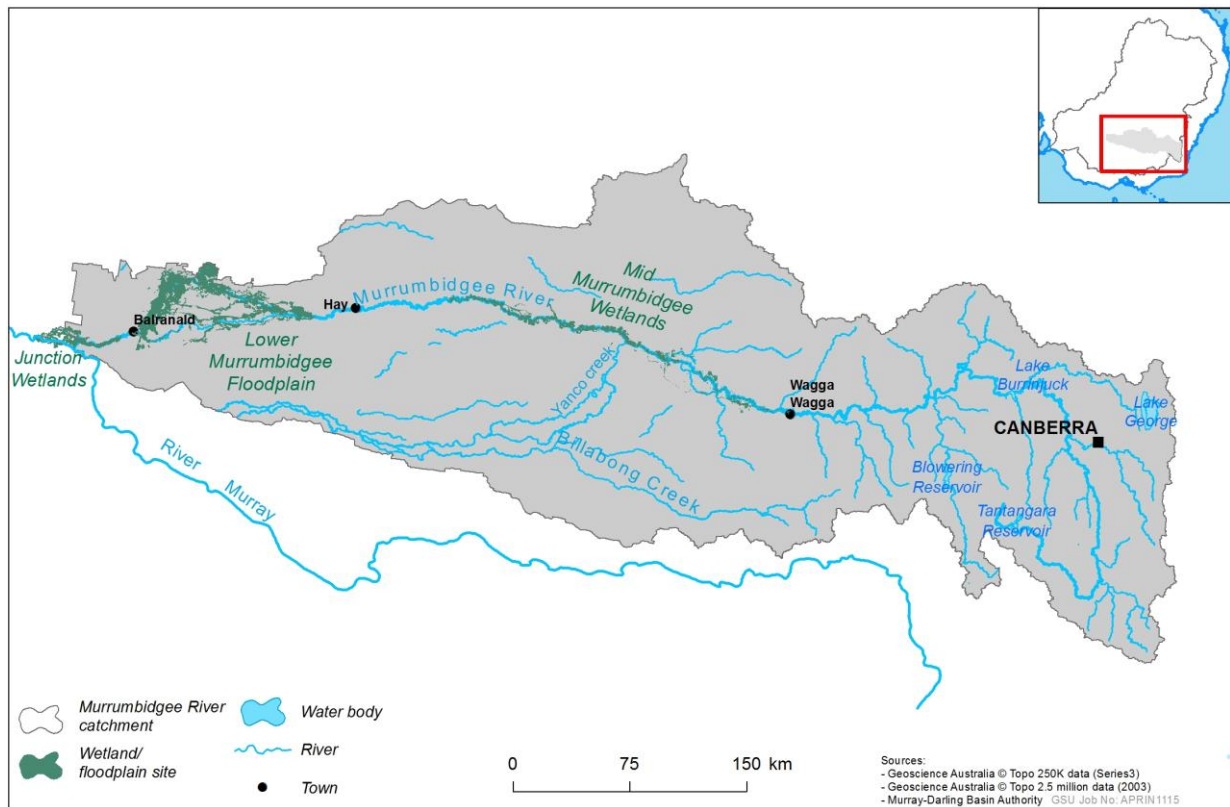 Mid
Murrumbidgee
Wetlands
Hay
Murrumbidgee River
Balranald
Junction
Wetlands
Lower
Murrumbidgee
Floodplain
Yanco creek
Wagga
Wagga
Lake
Burrinjuck
Lake
George
CANBERRA
Billabong Creek
Blowering
Reservoir
Tantangara
Reservoir
River
Murray
Murrumbidgee River
catchment
Wetland/
floodplain site
Water body
River
Town
0 75 150 km
Sources:
- Geoscience Australia © Topo 250K data (Series3)
- Geoscience Australia © Topo 2.5 million data (2003)
- Murray-Darling Basin Authority GSU Job No: APRIN1115